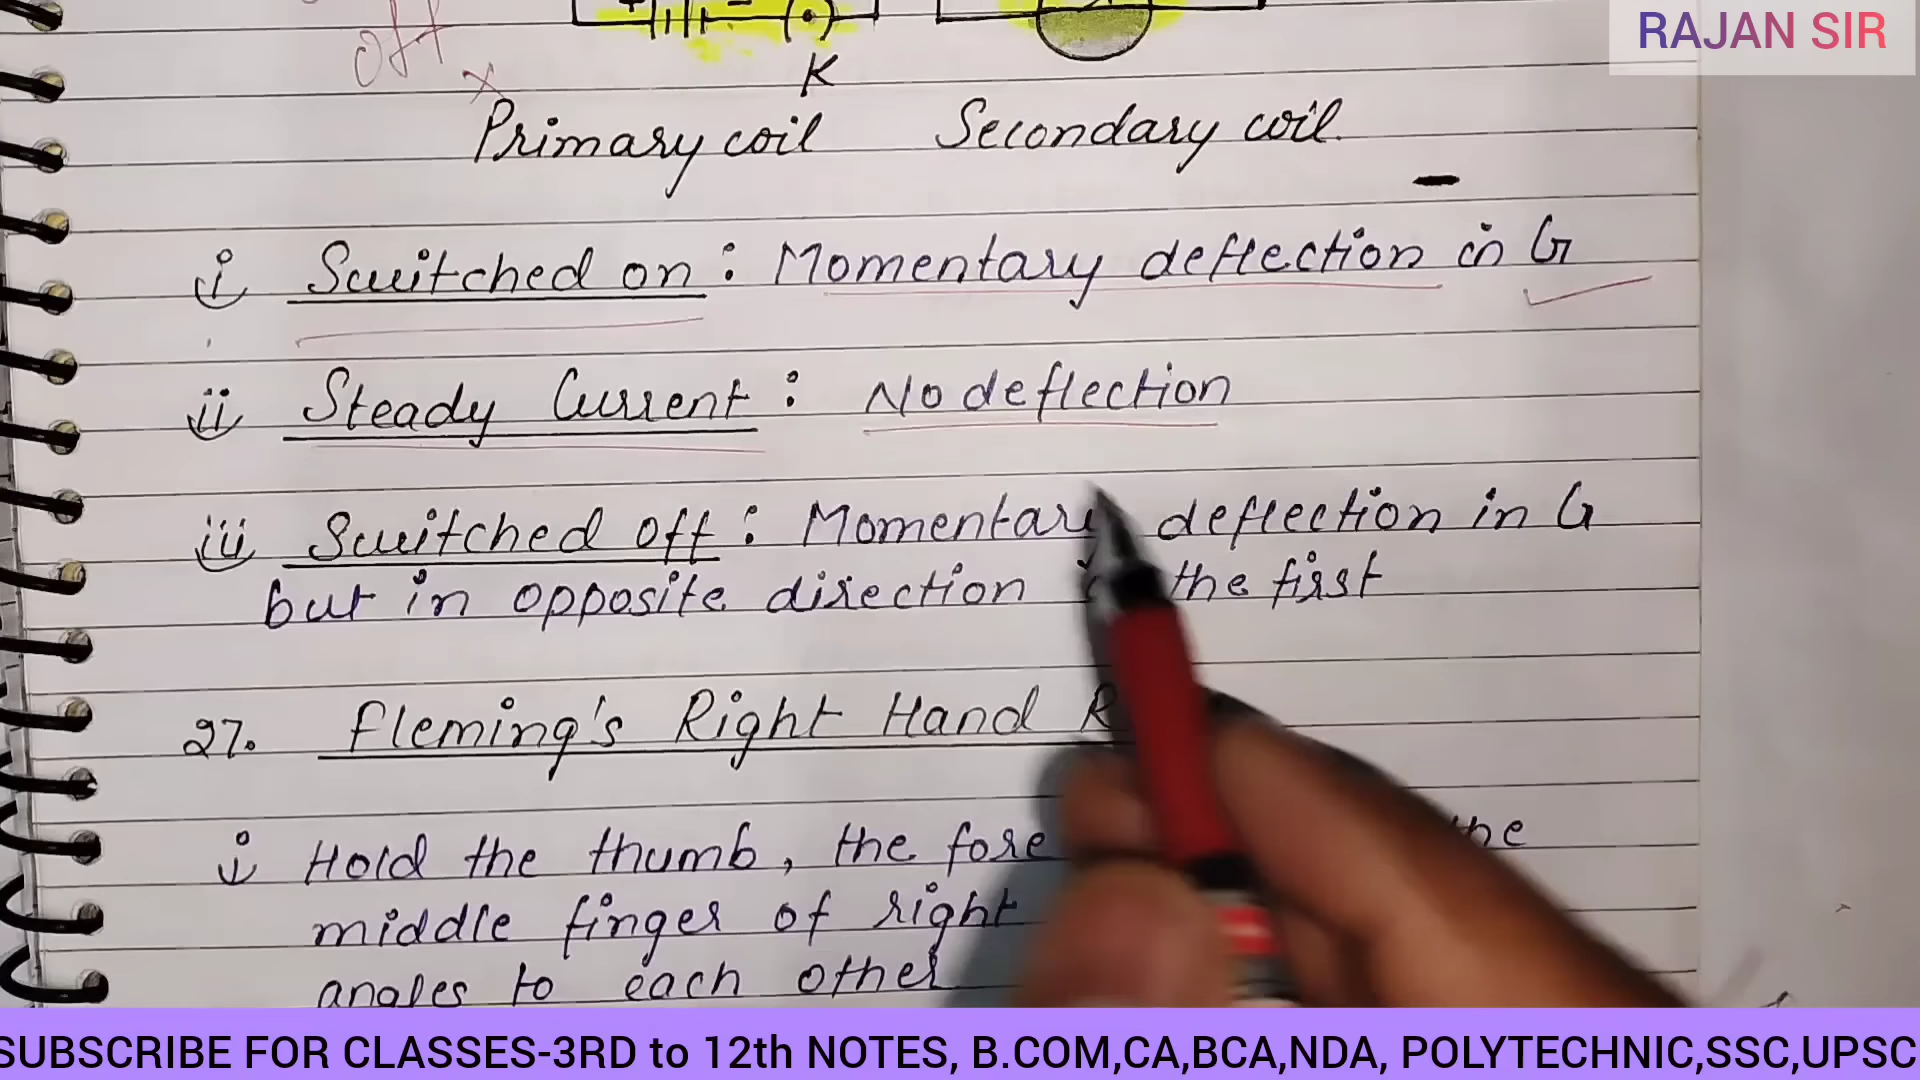 RAJAN SIR
off
+ -
K
Primary coil Secondary coil.
i Switched on : Momentary deflection in G
ii Steady Current : No deflection
iii Switched off : Momentary deflection in G
but in opposite direction the first
27. Fleming's Right Hand
i Hold the thumb, the fore the
middle finger of right
angles to each other
SUBSCRIBE FOR CLASSES-3RD to 12th NOTES, B.COM,CA,BCA,NDA, POLYTECHNIC,SSC,UPSC